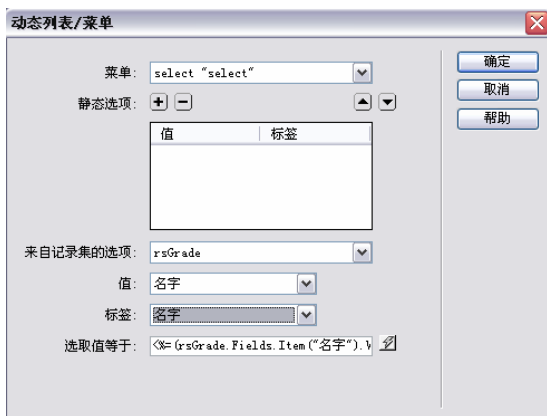 动态列表/菜单
菜单: select "select"
确定
取消
帮助
静态选项:
值 标签
来自记录集的选项: rsGrade
值: 名字
标签: 名字
选取值等于: <%=(rsGrade.Fields.Item("名字").V